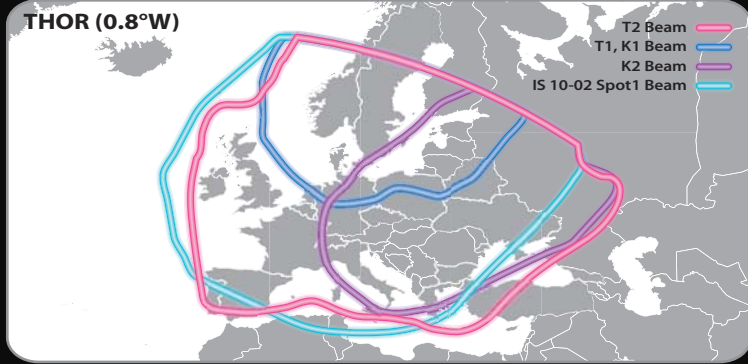 THOR (0.8°W)
T2 Beam
T1, K1 Beam
K2 Beam
IS 10-02 Spot1 Beam